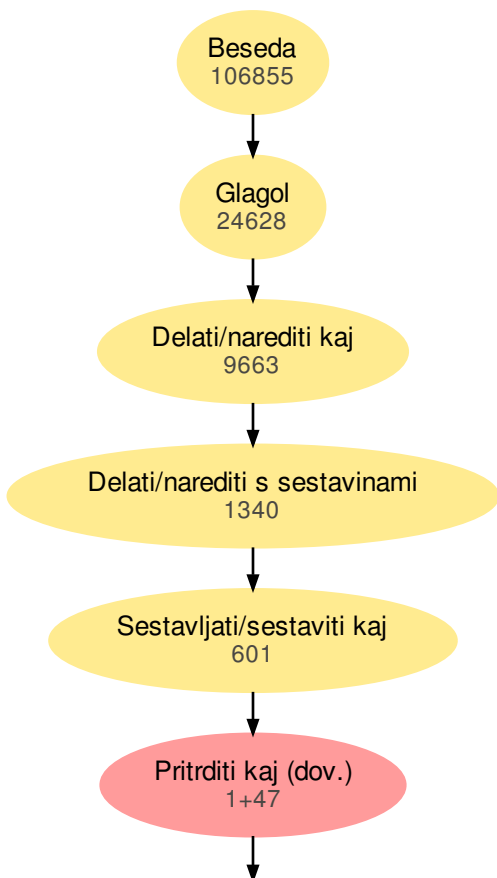 Beseda
106855
Glagol
24628
Delati/narediti kaj
9663
Delati/narediti s sestavinami
1340
Sestavljati/sestaviti kaj
601
Pritrditi kaj (dov.)
1+47